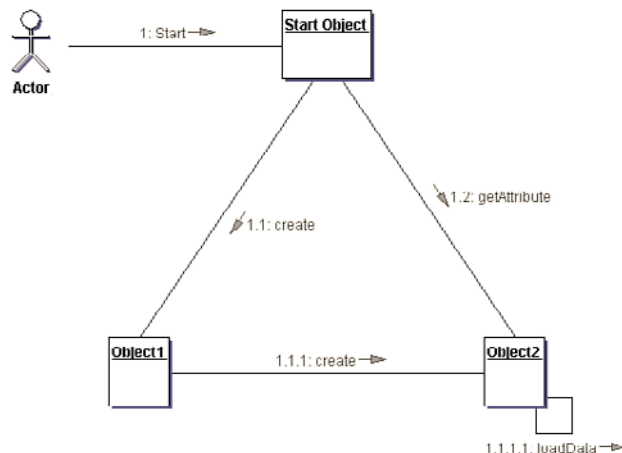 1: Start
Start Object
Actor
1.2: getAttribute
1.1: create
Object1
Object2
1.1.1: create
1.1.1.1: loadData